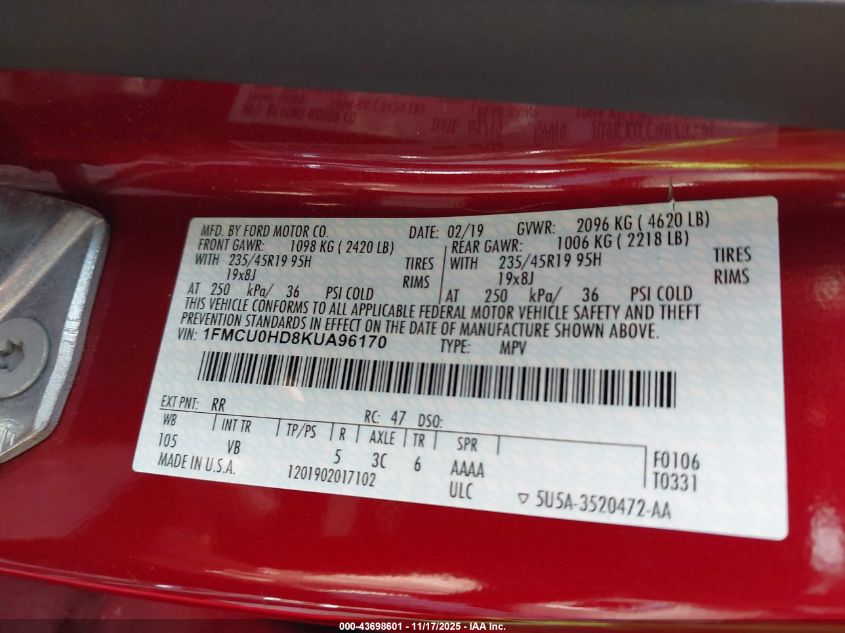 MFD. BY FORD MOTOR CO. DATE: 02/19 GVWR: 2096 KG ( 4620 LB)
FRONT GAWR: 1098 KG ( 2420 LB) REAR GAWR: 1006 KG ( 2218 LB)
WITH 235/45R19 95H TIRES WITH 235/45R19 95H TIRES
19x8J RIMS 19x8J RIMS
AT 250 kPa/ 36 PSI COLD AT 250 kPa/ 36 PSI COLD
THIS VEHICLE CONFORMS TO ALL APPLICABLE FEDERAL MOTOR VEHICLE SAFETY AND THEFT
PREVENTION STANDARDS IN EFFECT ON THE DATE OF MANUFACTURE SHOWN ABOVE.
VIN: 1FMCU0HD8KUA96170 TYPE: MPV
EXT PNT: RR RC: 47 DSO:
WB INT TR TP/PS R AXLE TR SPR
105 VB 5 3C 6 AAAA F0106
ULC T0331
MADE IN U.S.A. 1201902017102 ▽ 5U5A-3520472-AA
000-43698601 - 11/17/2025 - IAA Inc.